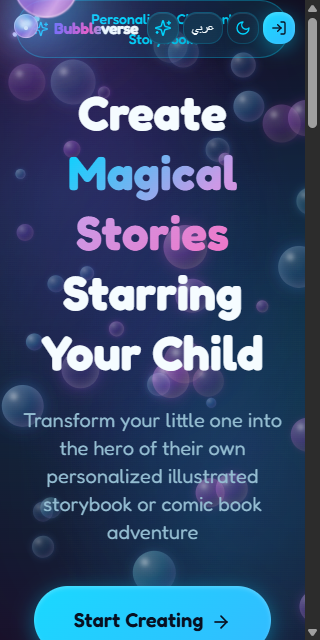 Bubbleverse
عربي
Create
Magical
Stories
Starring
Your Child
Transform your little one into
the hero of their own
personalized illustrated
storybook or comic book
adventure
Start Creating →